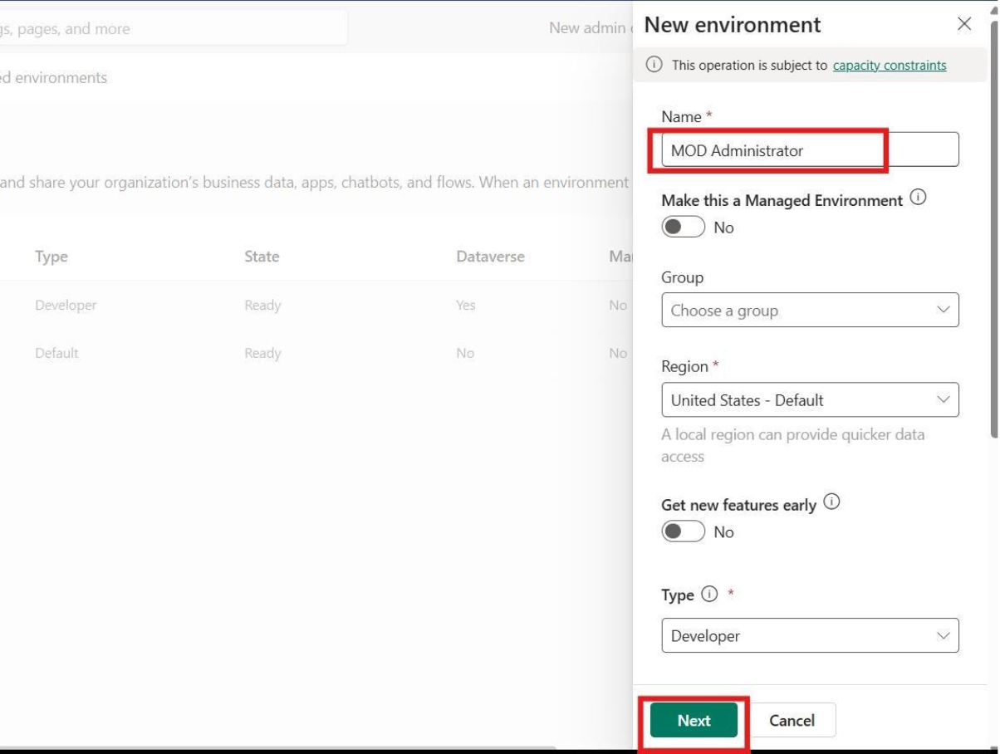 gs, pages, and more
New admin
ed environments
and share your organization's business data, apps, chatbots, and flows. When an environment
Type State Dataverse Ma
Developer Ready Yes No
Default Ready No No
New environment
This operation is subject to capacity constraints
Name *
MOD Administrator
Make this a Managed Environment
No
Group
Choose a group
Region *
United States - Default
A local region can provide quicker data
access
Get new features early
No
Type *
Developer
Next Cancel